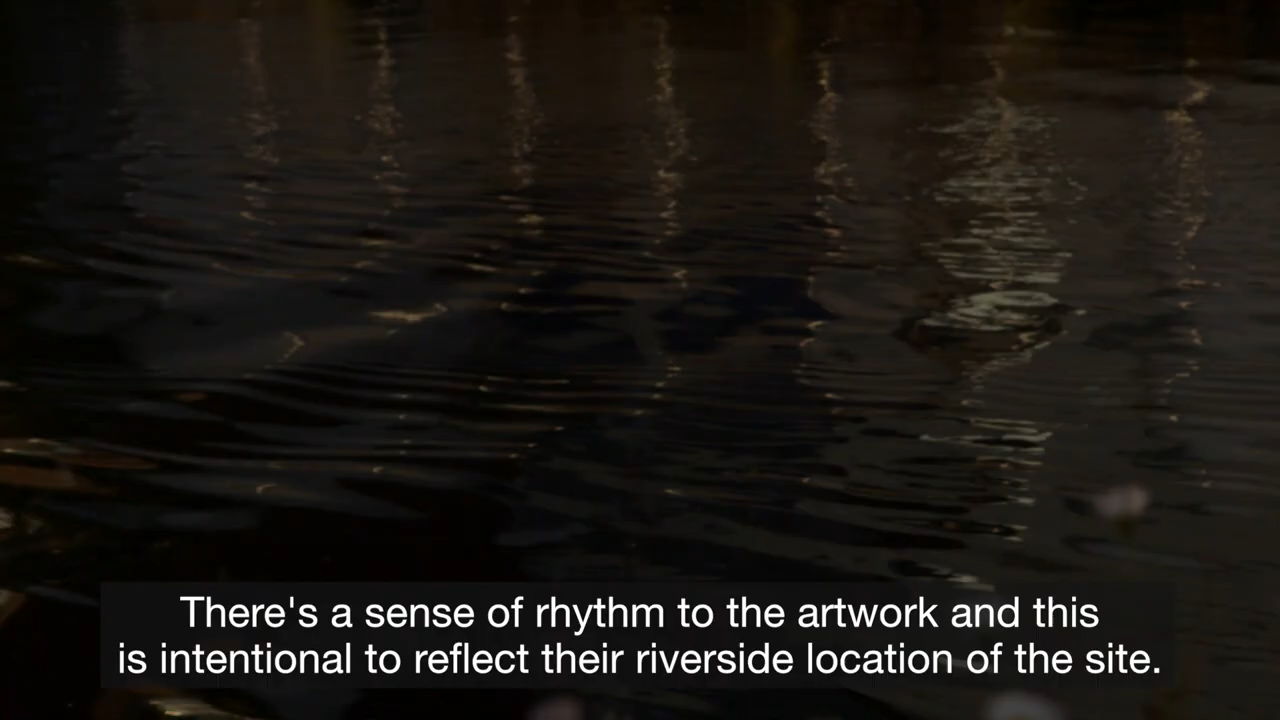 There's a sense of rhythm to the artwork and this
is intentional to reflect their riverside location of the site.